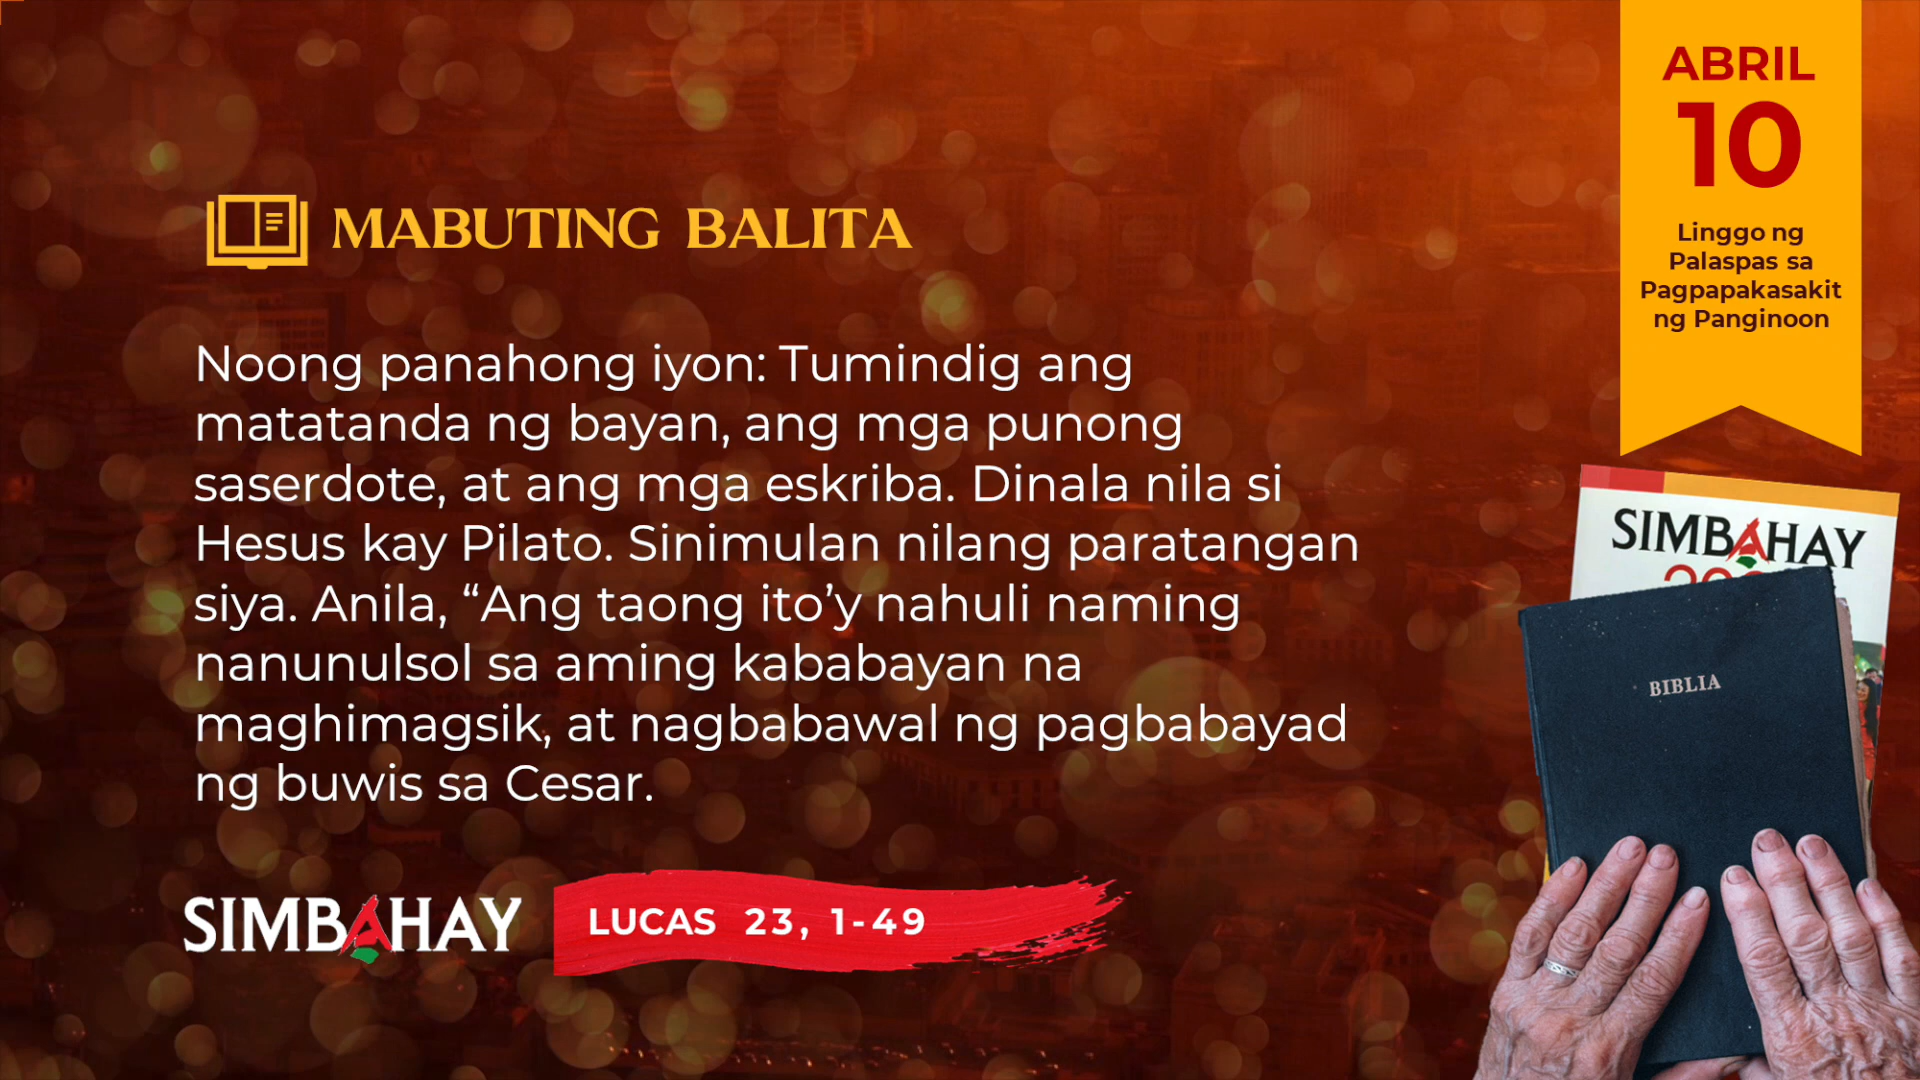 ABRIL
10
Linggo ng
Palaspas sa
Pagpapakasakit
ng Panginoon
MABUTING BALITA
Noong panahong iyon: Tumindig ang
matatanda ng bayan, ang mga punong
saserdote, at ang mga eskriba. Dinala nila si
Hesus kay Pilato. Sinimulan nilang paratangan
siya. Anila, “Ang taong ito’y nahuli naming
nanunulsol sa aming kababayan na
maghimagsik, at nagbabawal ng pagbabayad
ng buwis sa Cesar.
SIMBAHAY
LUCAS 23, 1-49
SIMBAHAY
BIBLIA